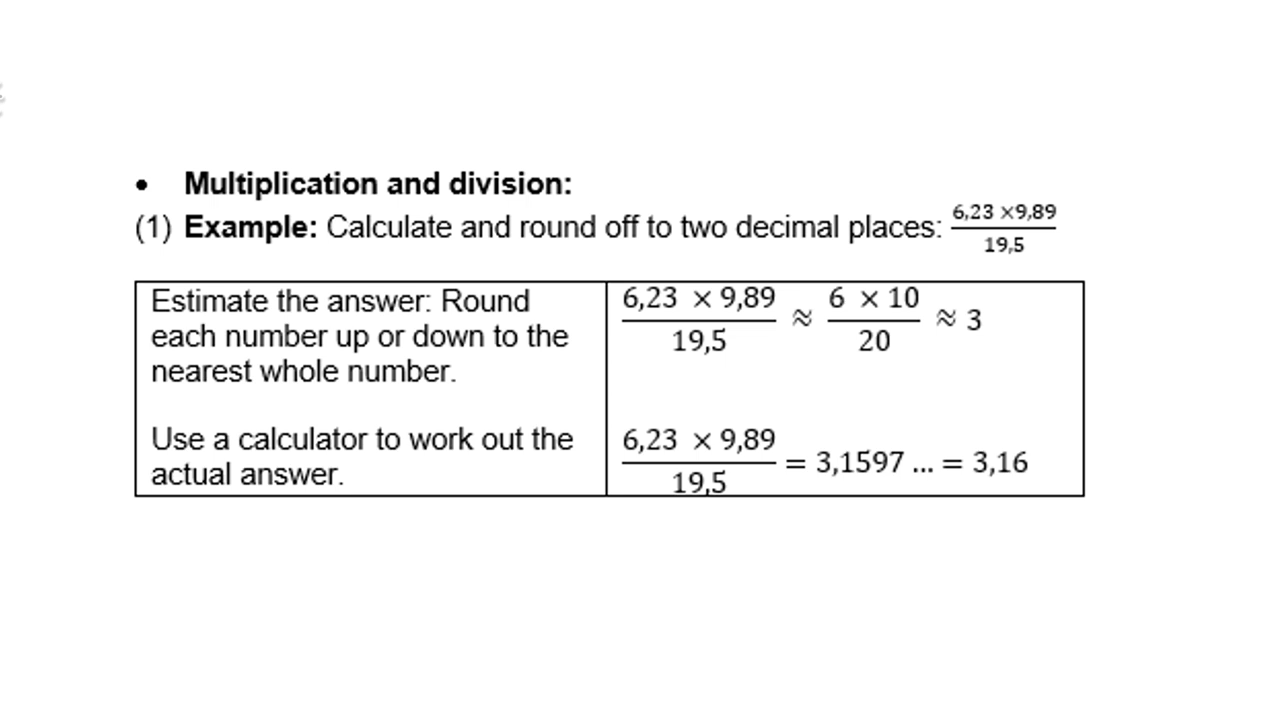 • Multiplication and division:
(1) Example: Calculate and round off to two decimal places: 6,23 ×9,89 / 19,5
Estimate the answer: Round
each number up or down to the
nearest whole number.
6,23 × 9,89 / 19,5 ≈ 6 × 10 / 20 ≈ 3
Use a calculator to work out the
actual answer.
6,23 × 9,89 / 19,5 = 3,1597 ... = 3,16